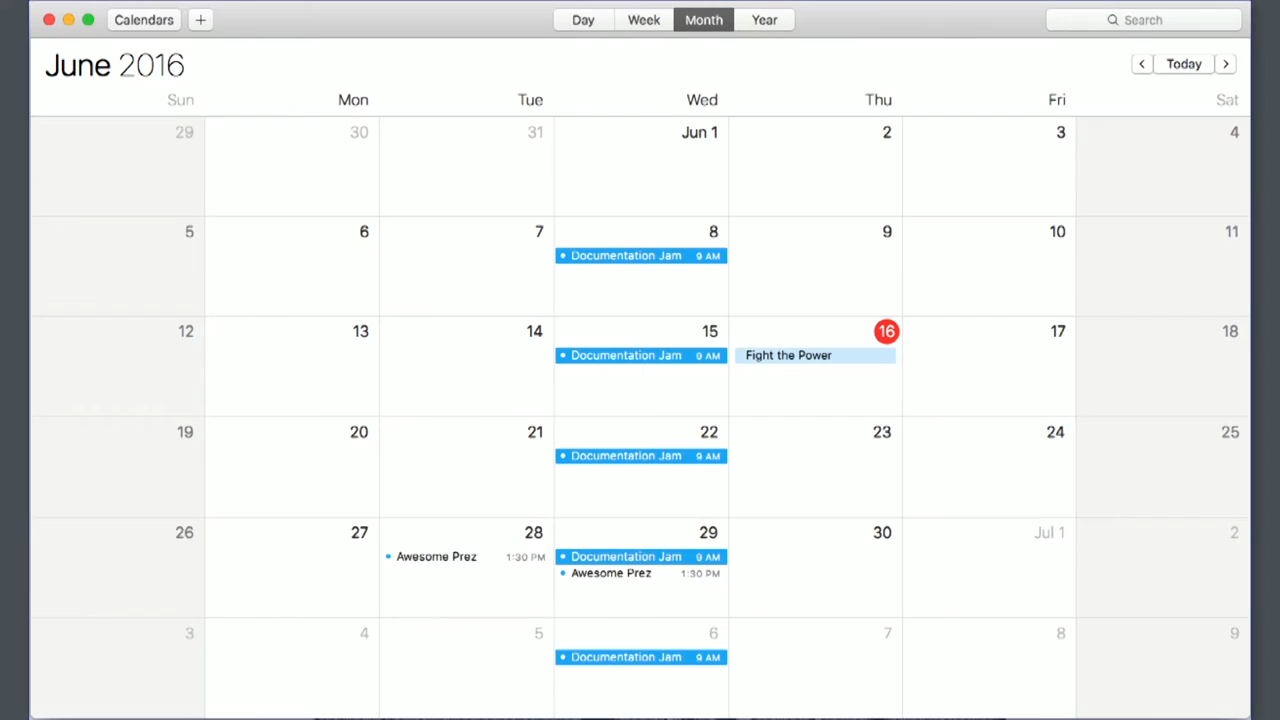 Calendars + Day Week Month Year Search
June 2016
< Today >
Sun Mon Tue Wed Thu Fri Sat
29 30 31 Jun 1 2 3 4
5 6 7 8 9 10 11
Documentation Jam 9 AM
12 13 14 15 16 17 18
Documentation Jam 9 AM Fight the Power
19 20 21 22 23 24 25
Documentation Jam 9 AM
26 27 28 29 30 Jul 1 2
Awesome Prez 1:30 PM Documentation Jam 9 AM
Awesome Prez 1:30 PM
3 4 5 6 7 8 9
Documentation Jam 9 AM